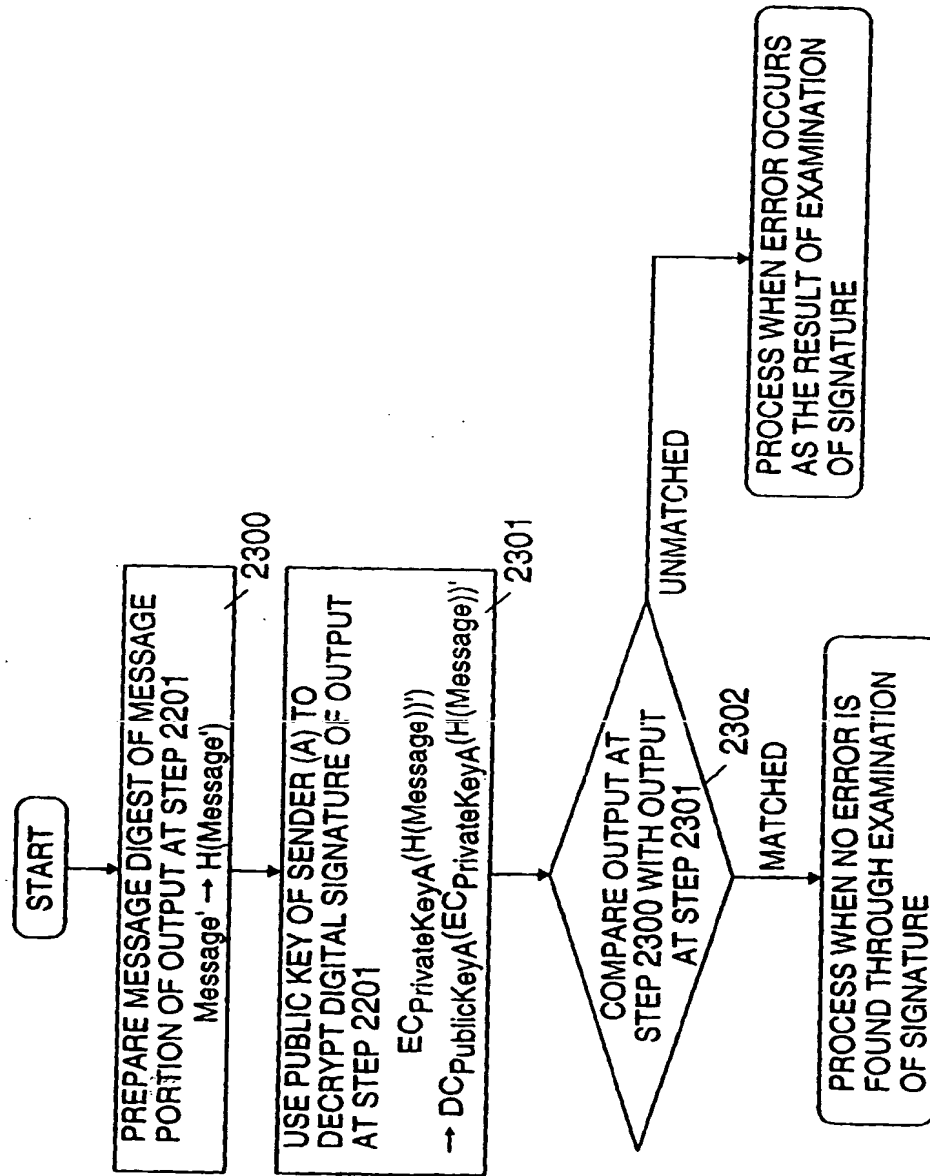 START
PREPARE MESSAGE DIGEST OF MESSAGE
PORTION OF OUTPUT AT STEP 2201
Message' → H(Message')
2300
USE PUBLIC KEY OF SENDER (A) TO
DECRYPT DIGITAL SIGNATURE OF OUTPUT
AT STEP 2201
ECPrivateKeyA(H(Message))')
→ DCPublicKeyA(ECPrivateKeyA(H(Message))'
2301
COMPARE OUTPUT AT
STEP 2300 WITH OUTPUT
AT STEP 2301
2302
UNMATCHED
MATCHED
PROCESS WHEN ERROR OCCURS
AS THE RESULT OF EXAMINATION
OF SIGNATURE
PROCESS WHEN NO ERROR IS
FOUND THROUGH EXAMINATION
OF SIGNATURE